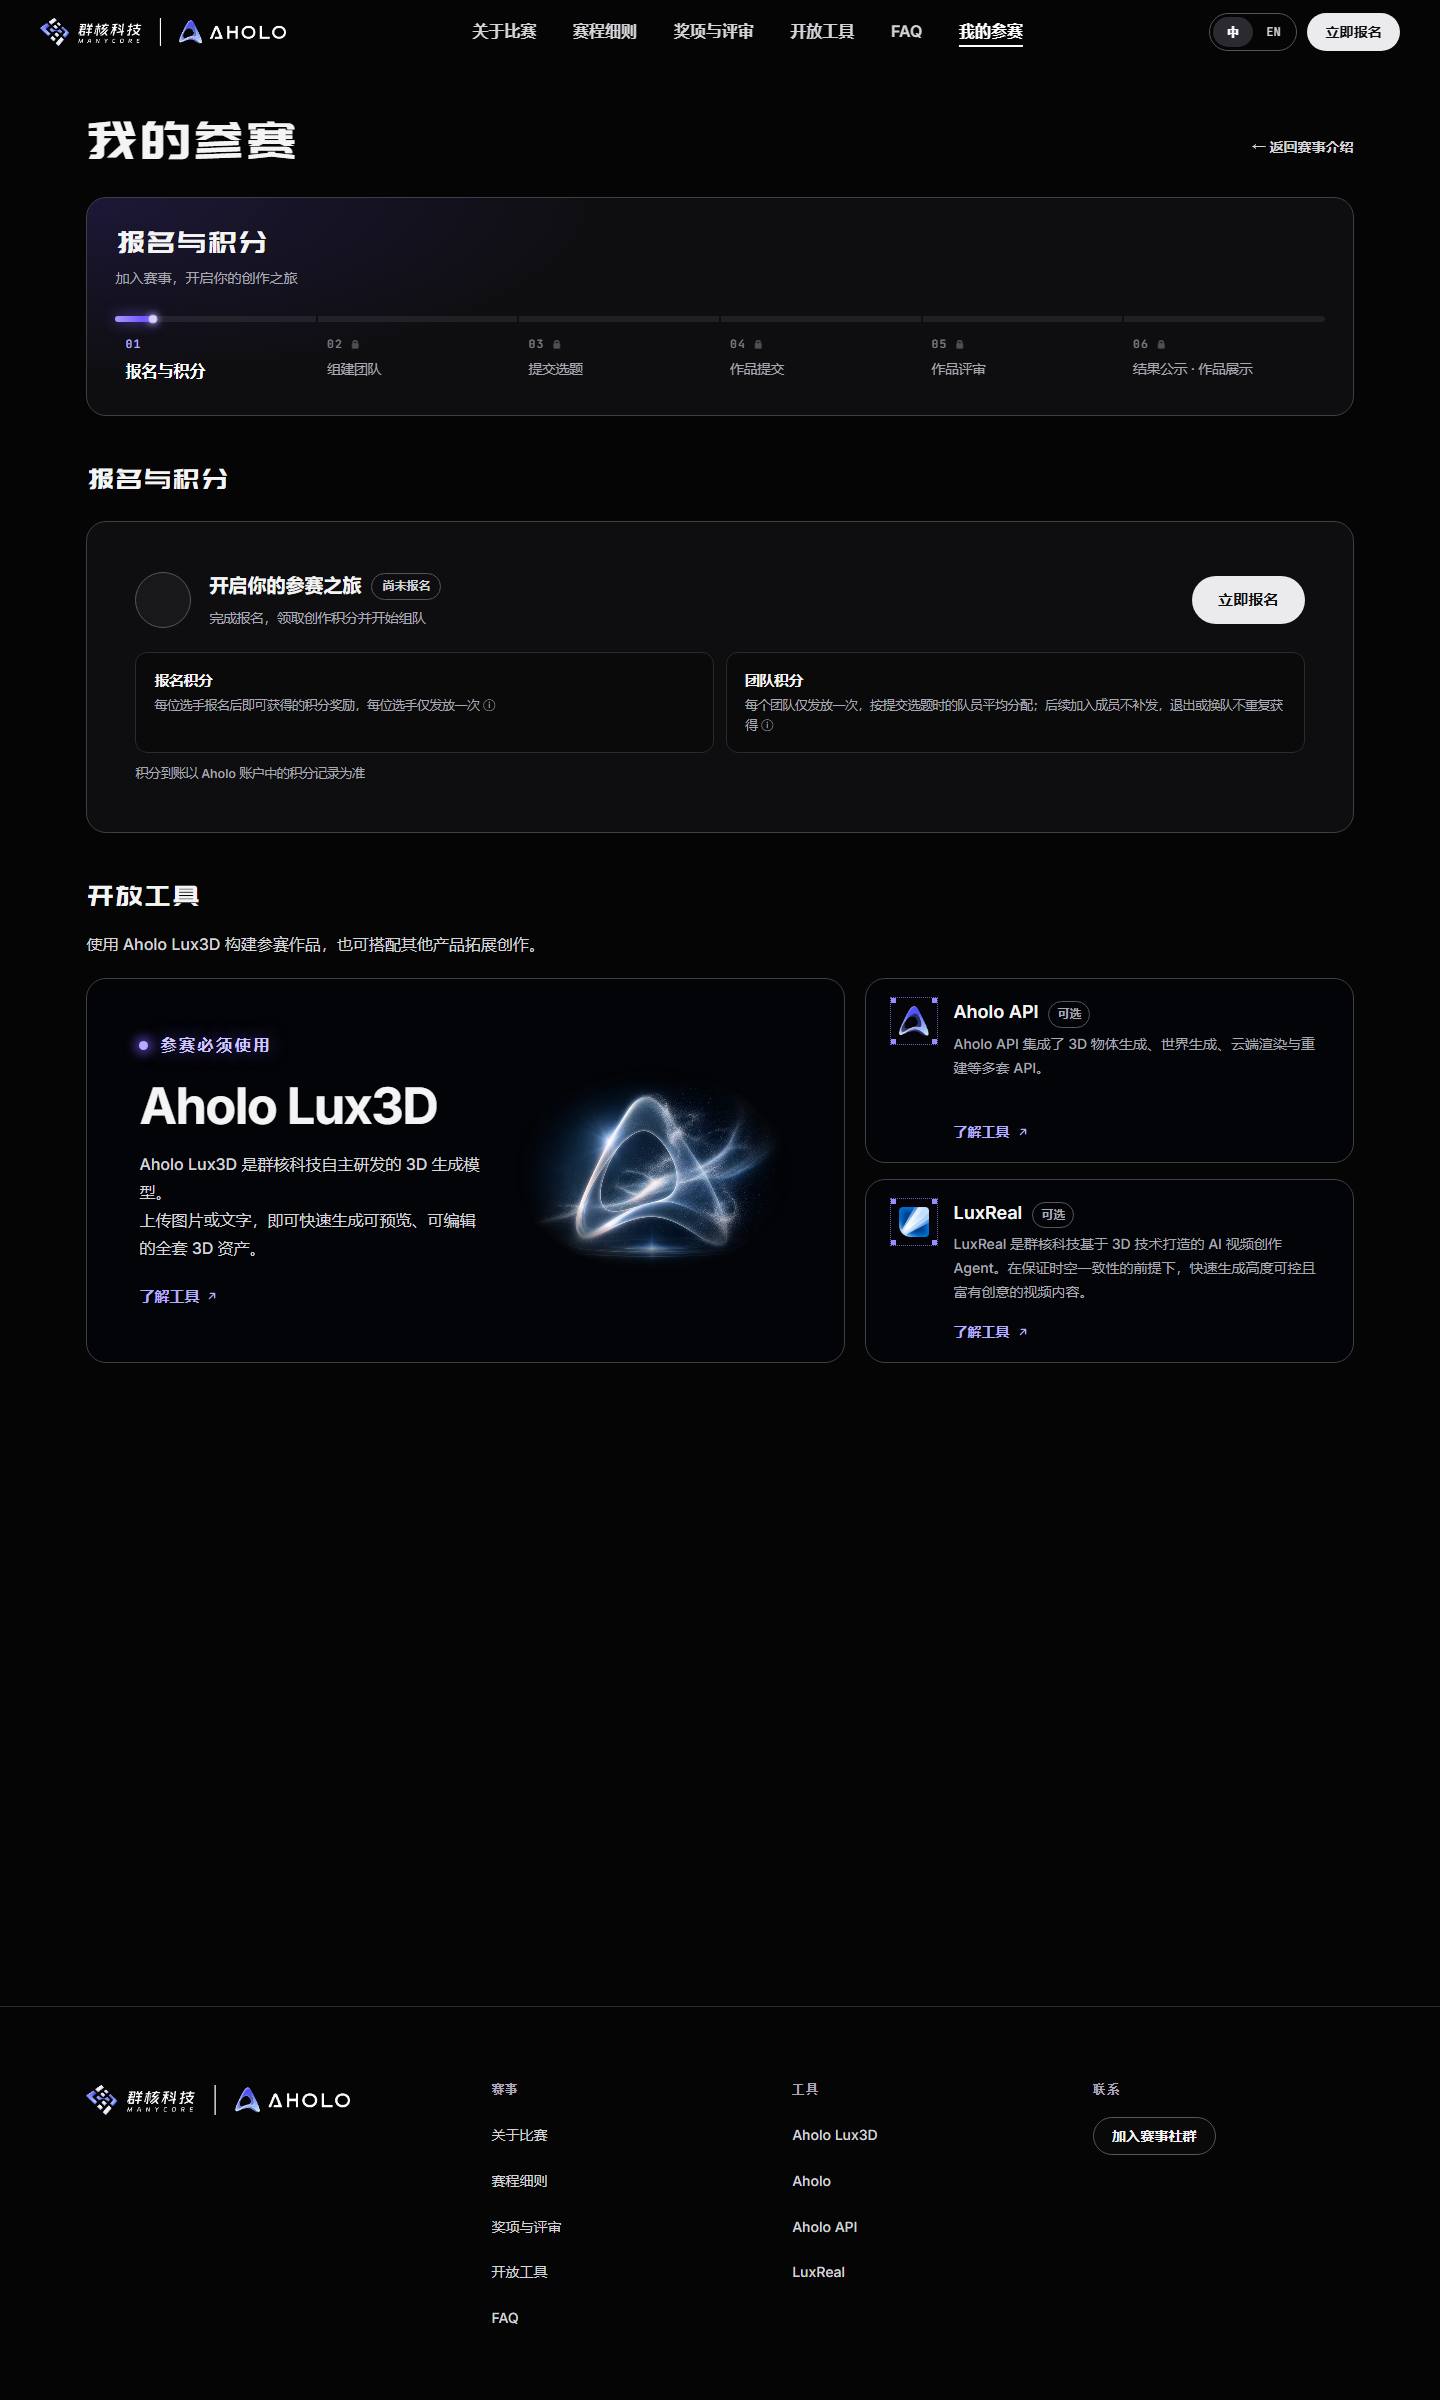 群核科技
MANYCORE
AHOLO
关于比赛
赛程细则
奖项与评审
开放工具
FAQ
我的参赛
中
EN
立即报名
我的参赛
← 返回赛事介绍
报名与积分
加入赛事，开启你的创作之旅
01
报名与积分
02
组建团队
03
提交选题
04
作品提交
05
作品评审
06
结果公示 · 作品展示
报名与积分
开启你的参赛之旅
尚未报名
完成报名，领取创作积分并开始组队
立即报名
报名积分
每位选手报名后即可获得的积分奖励，每位选手仅发放一次 ⓘ
团队积分
每个团队仅发放一次，按提交选题时的队员平均分配；后续加入成员不补发，退出或换队不重复获
得 ⓘ
积分到账以 Aholo 账户中的积分记录为准
开放工具
使用 Aholo Lux3D 构建参赛作品，也可搭配其他产品拓展创作。
参赛必须使用
Aholo Lux3D
Aholo Lux3D 是群核科技自主研发的 3D 生成模
型。
上传图片或文字，即可快速生成可预览、可编辑
的全套 3D 资产。
了解工具 ↗
Aholo API
可选
Aholo API 集成了 3D 物体生成、世界生成、云端渲染与重
建等多套 API。
了解工具 ↗
LuxReal
可选
LuxReal 是群核科技基于 3D 技术打造的 AI 视频创作
Agent。在保证时空一致性的前提下，快速生成高度可控且
富有创意的视频内容。
了解工具 ↗
群核科技
MANYCORE
AHOLO
赛事
关于比赛
赛程细则
奖项与评审
开放工具
FAQ
工具
Aholo Lux3D
Aholo
Aholo API
LuxReal
联系
加入赛事社群